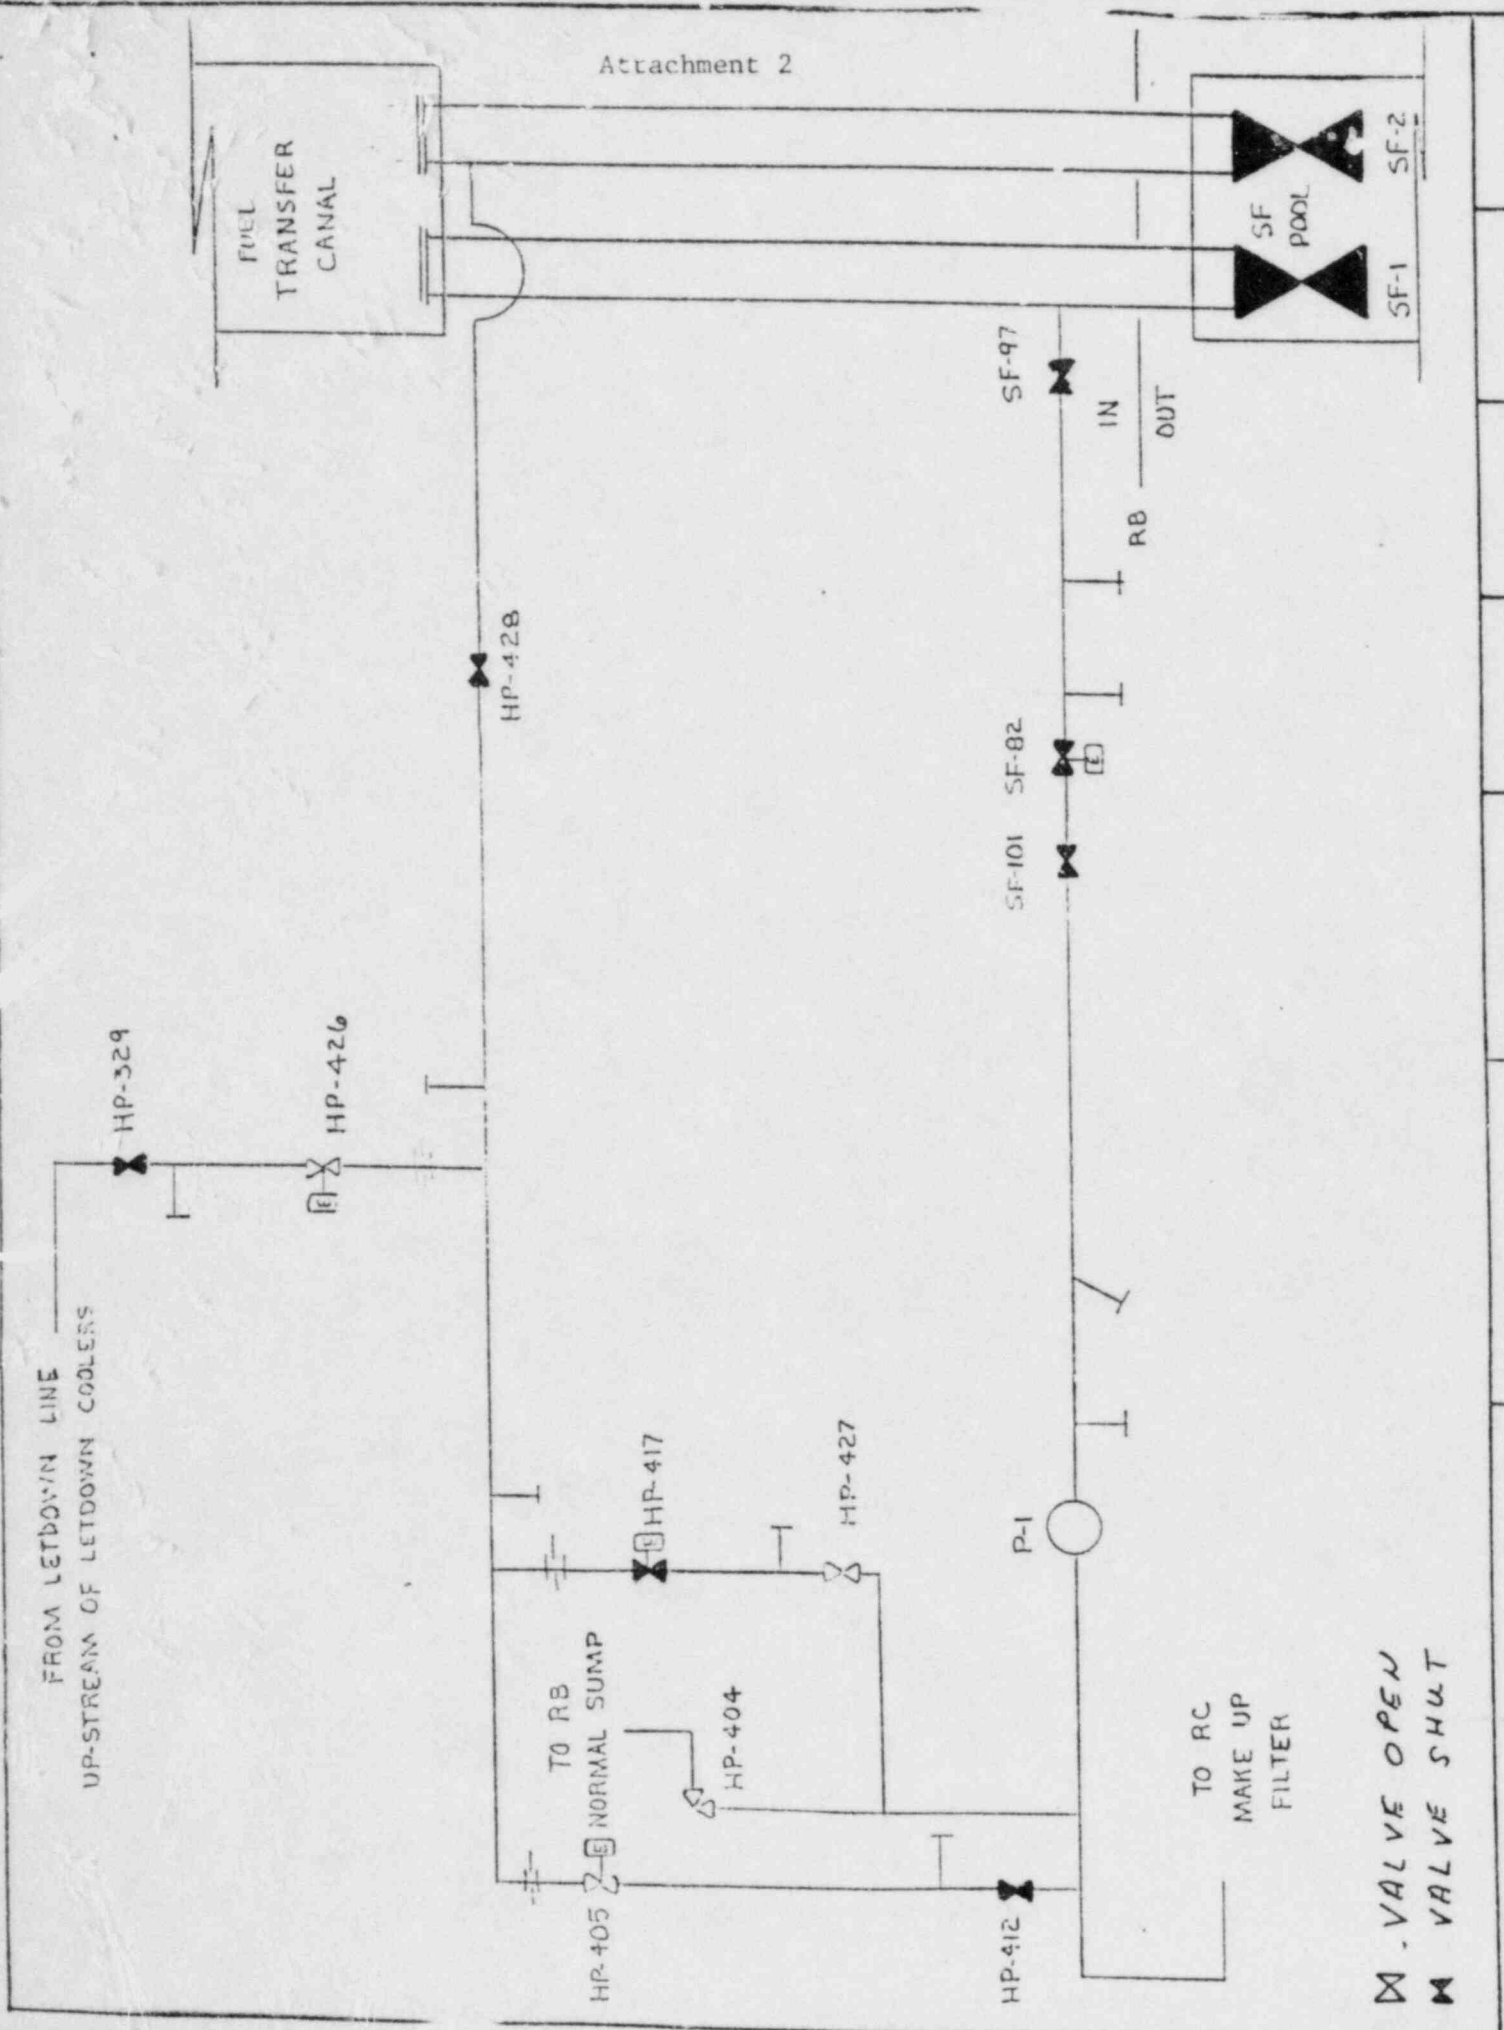 Attachment 2
FUEL
TRANSFER
CANAL
SF-2
SF
POOL
SF-1
SF-97
IN
OUT
RB
HP-428
SF-82
E
SF-101
HP-329
HP-426
E
FROM LETDOWN LINE
UP-STREAM OF LETDOWN COOLERS
HP-417
E
HP-427
P-1
TO RB
NORMAL SUMP
HP-404
E
HP-405
HP-412
TO RC
MAKE UP
FILTER
VALVE OPEN
VALVE SHUT